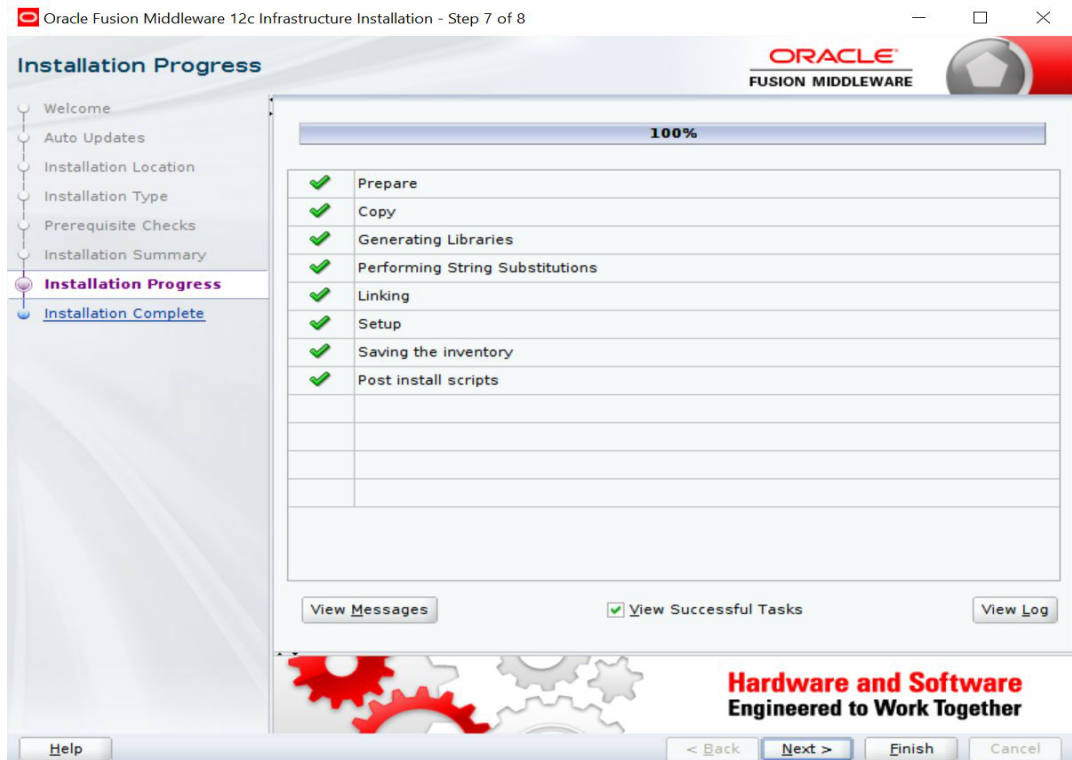 Oracle Fusion Middleware 12c Infrastructure Installation - Step 7 of 8
Installation Progress
ORACLE
FUSION MIDDLEWARE
Welcome
Auto Updates
Installation Location
Installation Type
Prerequisite Checks
Installation Summary
Installation Progress
Installation Complete
100%
Prepare
Copy
Generating Libraries
Performing String Substitutions
Linking
Setup
Saving the inventory
Post install scripts
View Messages
View Successful Tasks
View Log
Hardware and Software
Engineered to Work Together
Help
< Back
Next >
Finish
Cancel